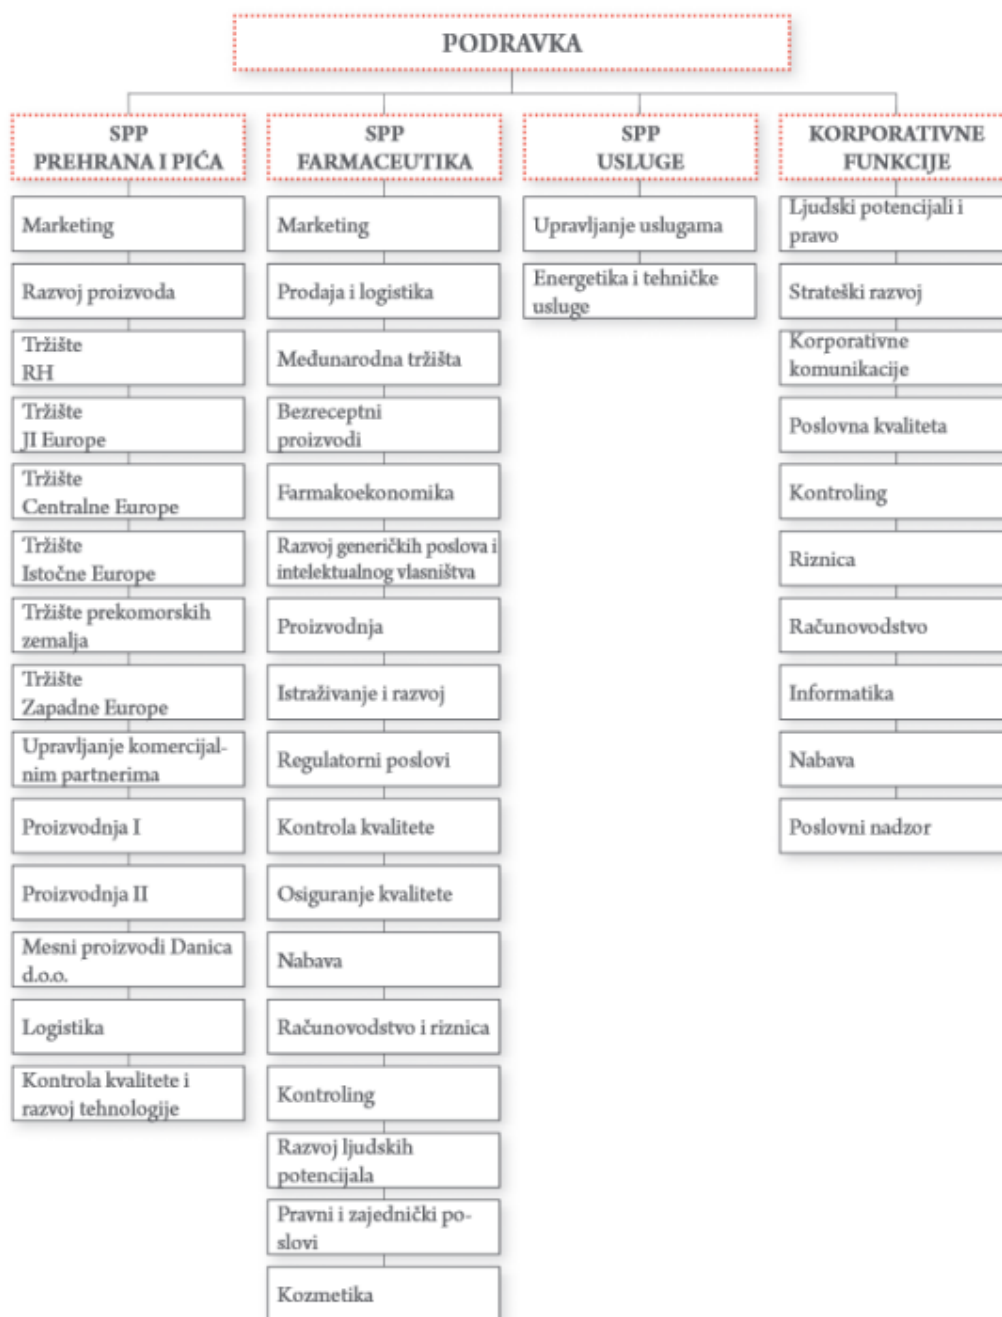 PODRAVKA
SPP
PREHRANA I PIĆA
Marketing
Razvoj proizvoda
Tržište
RH
Tržište
JI Europe
Tržište
Centralne Europe
Tržište
Istočne Europe
Tržište prekomorskih
zemalja
Tržište
Zapadne Europe
Upravljanje komercijal-
nim partnerima
Proizvodnja I
Proizvodnja II
Mesni proizvodi Danica
d.o.o.
Logistika
Kontrola kvalitete i
razvoj tehnologije
SPP
FARMACEUTIKA
Marketing
Prodaja i logistika
Međunarodna tržišta
Bezreceptni
proizvodi
Farmakoekonomika
Razvoj generičkih poslova i
intelektualnog vlasništva
Proizvodnja
Istraživanje i razvoj
Regulatorni poslovi
Kontrola kvalitete
Osiguranje kvalitete
Nabava
Računovodstvo i riznica
Kontroling
Razvoj ljudskih
potencijala
Pravni i zajednički po-
slovi
Kozmetika
SPP
USLUGE
Upravljanje uslugama
Energetika i tehničke
usluge
KORPORATIVNE
FUNKCIJE
Ljudski potencijali i
pravo
Strateški razvoj
Korporativne
komunikacije
Poslovna kvaliteta
Kontroling
Riznica
Računovodstvo
Informatika
Nabava
Poslovni nadzor